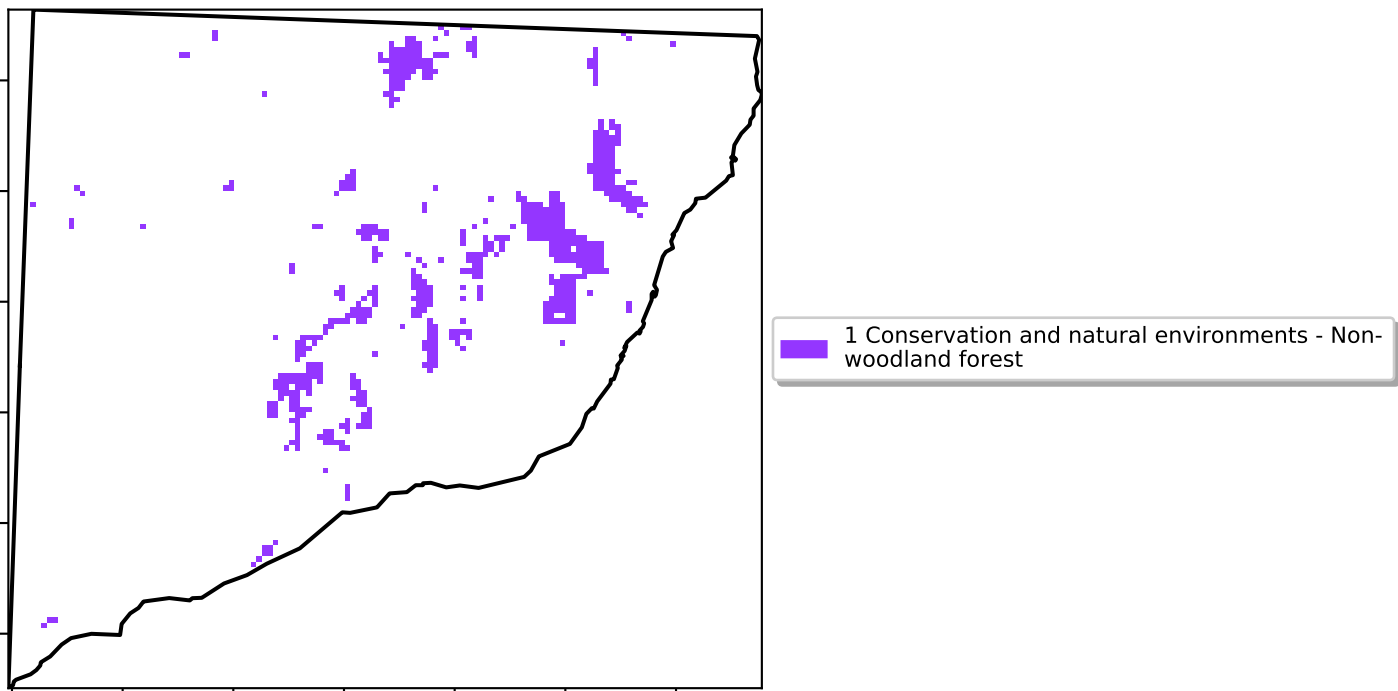 1 Conservation and natural environments - Non-
woodland forest